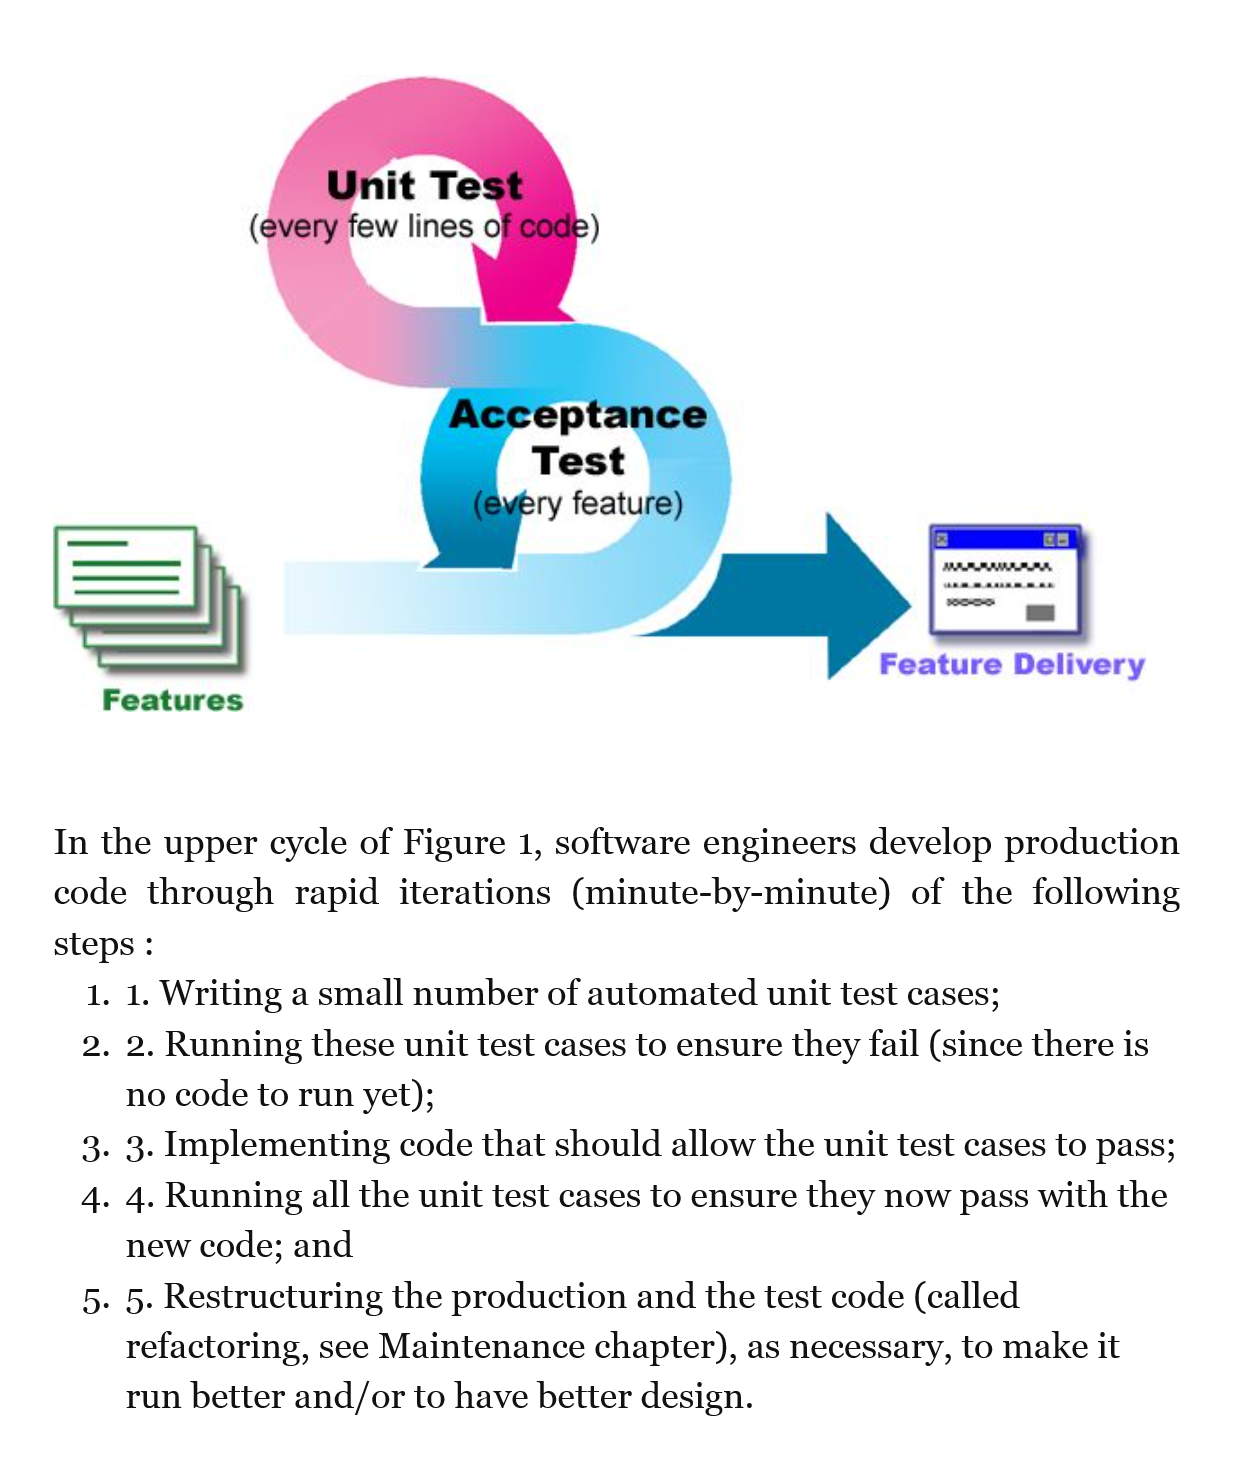 Unit Test
(every few lines of code)
Acceptance
Test
(every feature)
Features
Feature Delivery
In the upper cycle of Figure 1, software engineers develop production
code through rapid iterations (minute-by-minute) of the following
steps :
1. 1. Writing a small number of automated unit test cases;
2. 2. Running these unit test cases to ensure they fail (since there is
no code to run yet);
3. 3. Implementing code that should allow the unit test cases to pass;
4. 4. Running all the unit test cases to ensure they now pass with the
new code; and
5. 5. Restructuring the production and the test code (called
refactoring, see Maintenance chapter), as necessary, to make it
run better and/or to have better design.